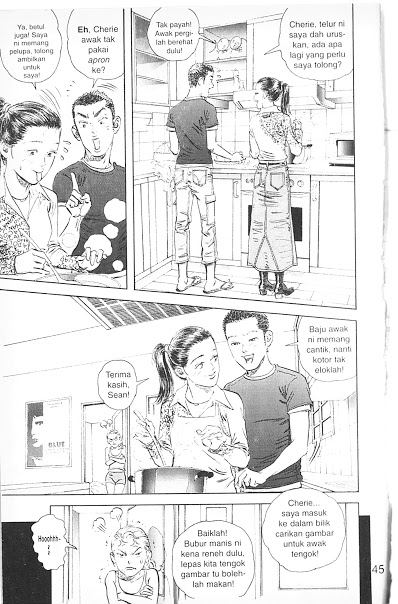 Cherie, telur ni
saya dah urus-
kan, ada apa
lagi yang perlu
saya tolong?
Tak payah!
Awak pergi-
lah berehat
dulu!
Eh, Cherie
awak tak
pakai
apron
ke?
Ya, betul
juga! Saya
ni memang
pelupa, tolong
ambilkan
untuk
saya!
Baju awak
ni memang
cantik, nanti
kotor tak
eloklah!
Terima
kasih,
Sean!
BLUE
Cherie...
saya masuk
ke dalam bilik
carikan gambar
untuk awak
tengok!
Baiklah!
Bubur manis ni
kena reneh dulu,
lepas kita tengok
gambar tu boleh-
lah makan!
45